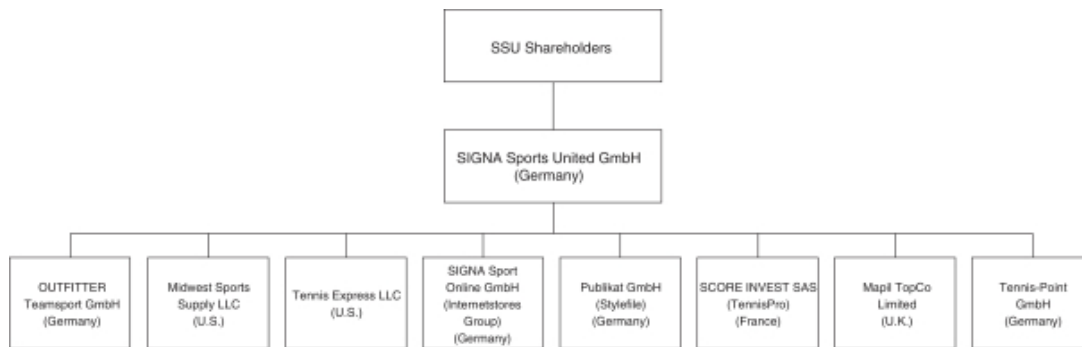 SSU Shareholders
SIGNA Sports United GmbH
(Germany)
OUTFITTER
Teamsport GmbH
(Germany)
Midwest Sports
Supply LLC
(U.S.)
Tennis Express LLC
(U.S.)
SIGNA Sport
Online GmbH
(Internetstores
Group)
(Germany)
Publikat GmbH
(Stylefile)
(Germany)
SCORE INVEST SAS
(TennisPro)
(France)
Mapil TopCo
Limited
(U.K.)
Tennis-Point
GmbH
(Germany)